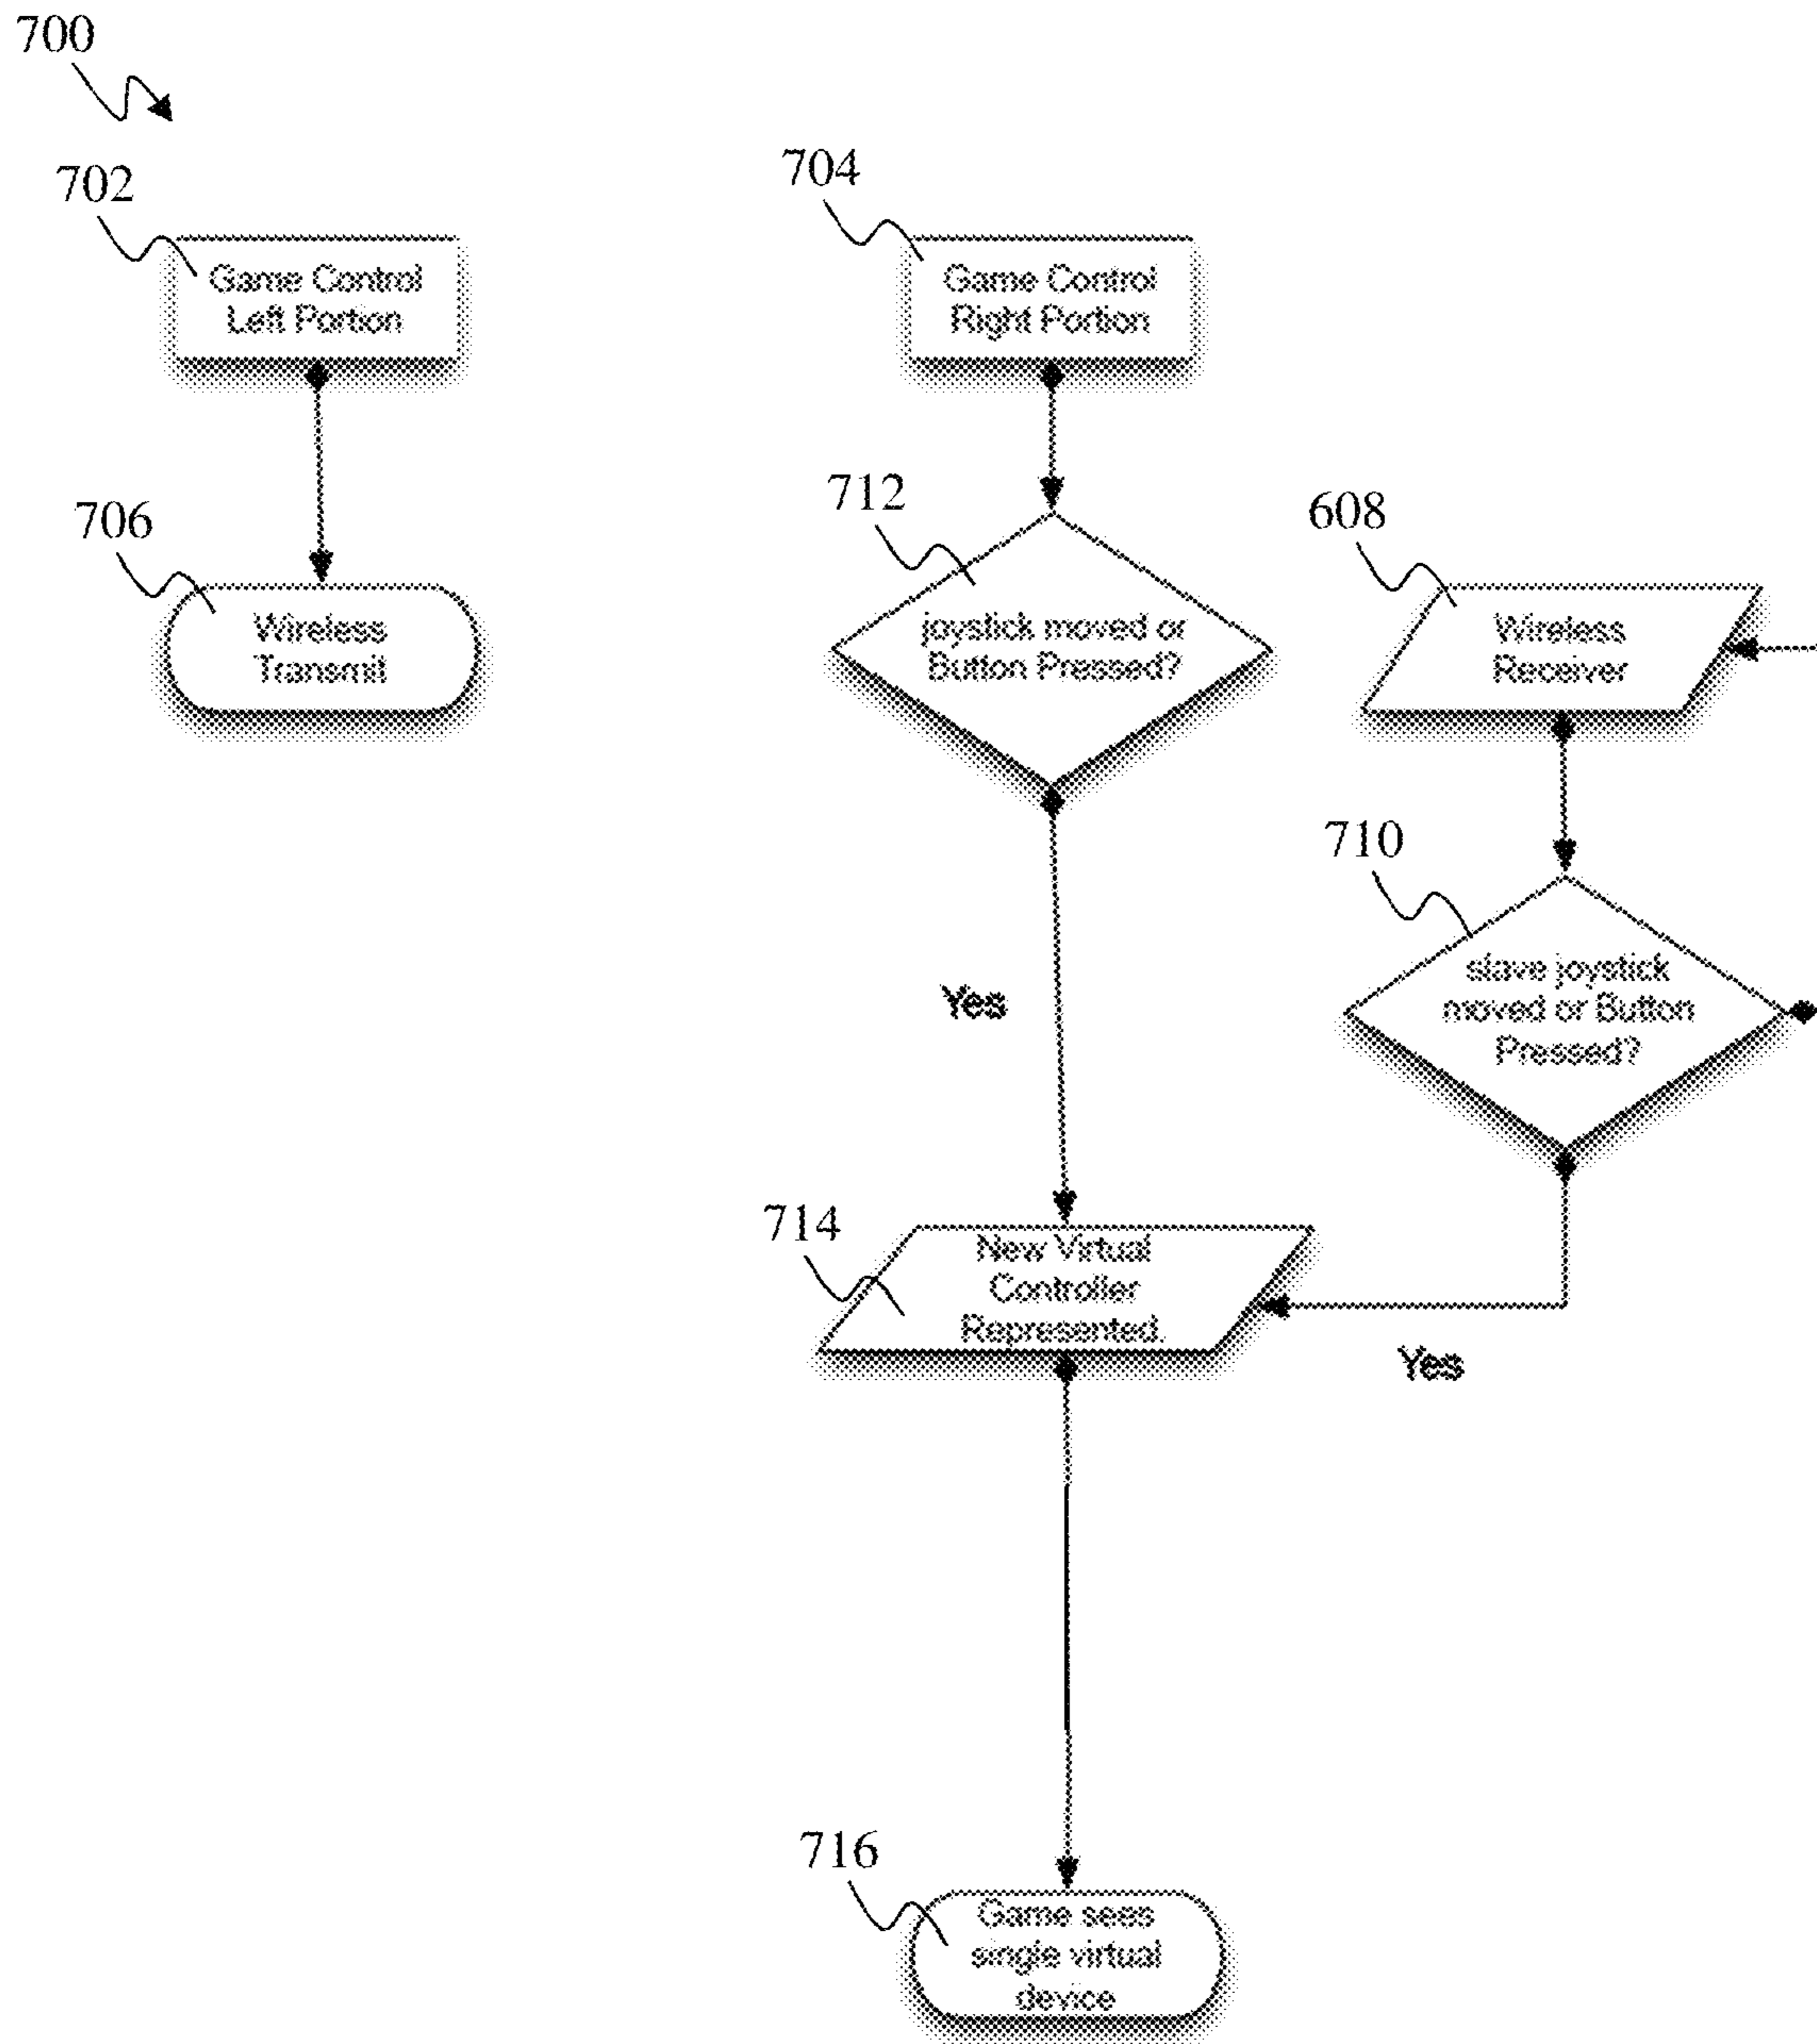 700
702
704
Game Control
Left Portion
Game Control
Right Portion
706
712
608
Wireless
Transmit
joystick moved or
Button Pressed?
Wireless
Receiver
710
slave joystick
moved or Button
Pressed?
Yes
714
New Virtual
Controller
Represented.
Yes
716
Game sees
single virtual
device